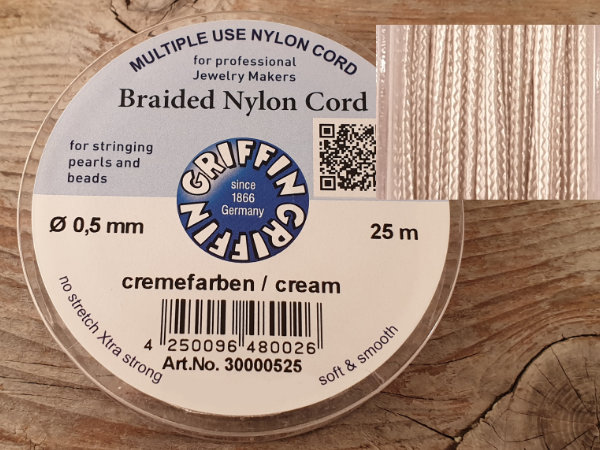 MULTIPLE USE NYLON CORD
for professional
Jewelry Makers
Braided Nylon Cord
for stringing
pearls and
beads
GRIFFIN GRIFFIN
since
1866
Germany
Ø 0,5 mm
25 m
cremefarben / cream
4 250096 480026
Art.No. 30000525
no stretch Xtra strong
soft & smooth